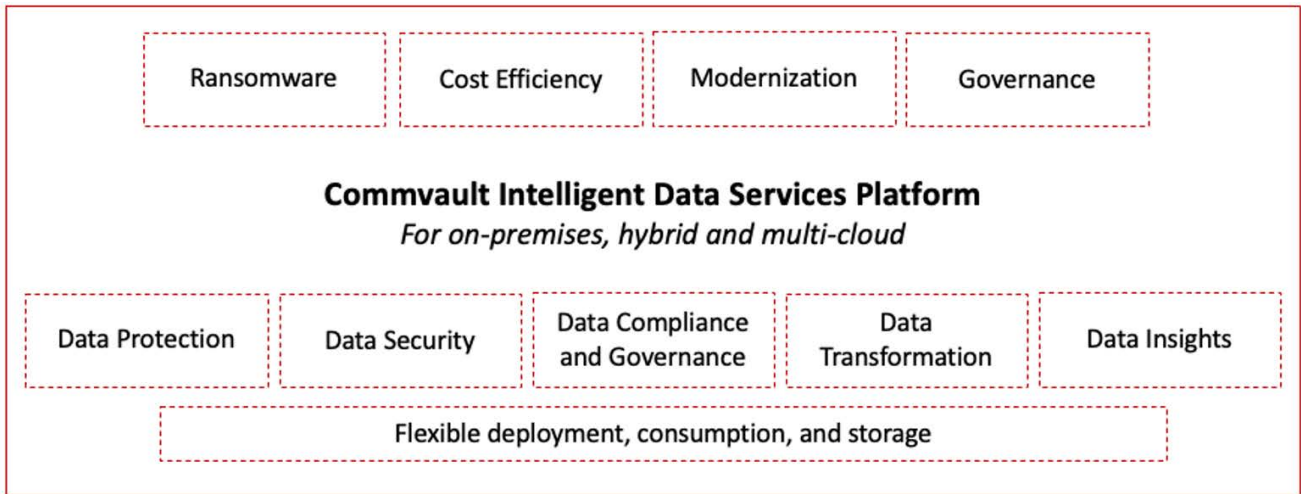 Ransomware
Cost Efficiency
Modernization
Governance
Commvault Intelligent Data Services Platform
For on-premises, hybrid and multi-cloud
Data Protection
Data Security
Data Compliance
and Governance
Data
Transformation
Data Insights
Flexible deployment, consumption, and storage